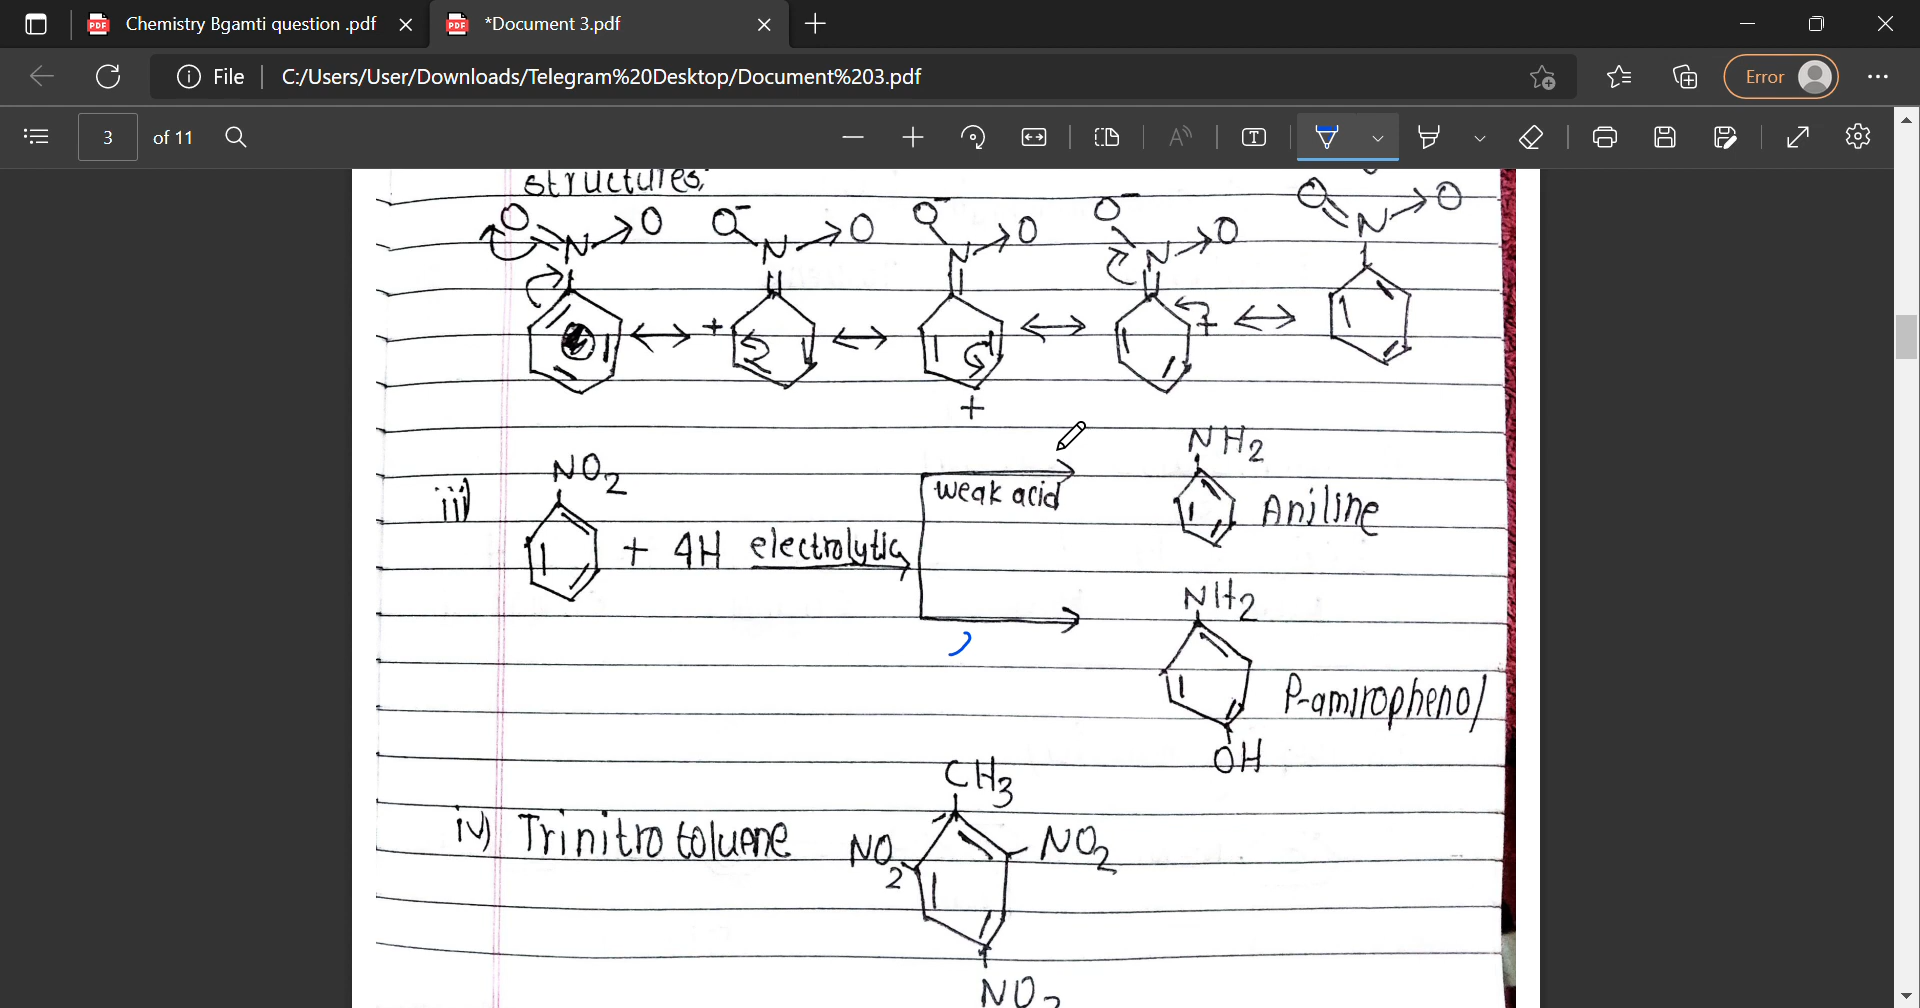 Chemistry Bgamti question .pdf
*Document 3.pdf
File
C:/Users/User/Downloads/Telegram%20Desktop/Document%203.pdf
Error
3 of 11
structures;
O N → O ↔ O⁻ N → O ↔ O⁻ N → O ↔ O⁻ N → O ↔ O N → O
+ + +
iii) NO2 + 4H electrolytic
weak acid
NH2 Aniline
NH2 P-aminophenol
OH
iv) Trinitro toluene
CH3
NO2 NO2
NO2